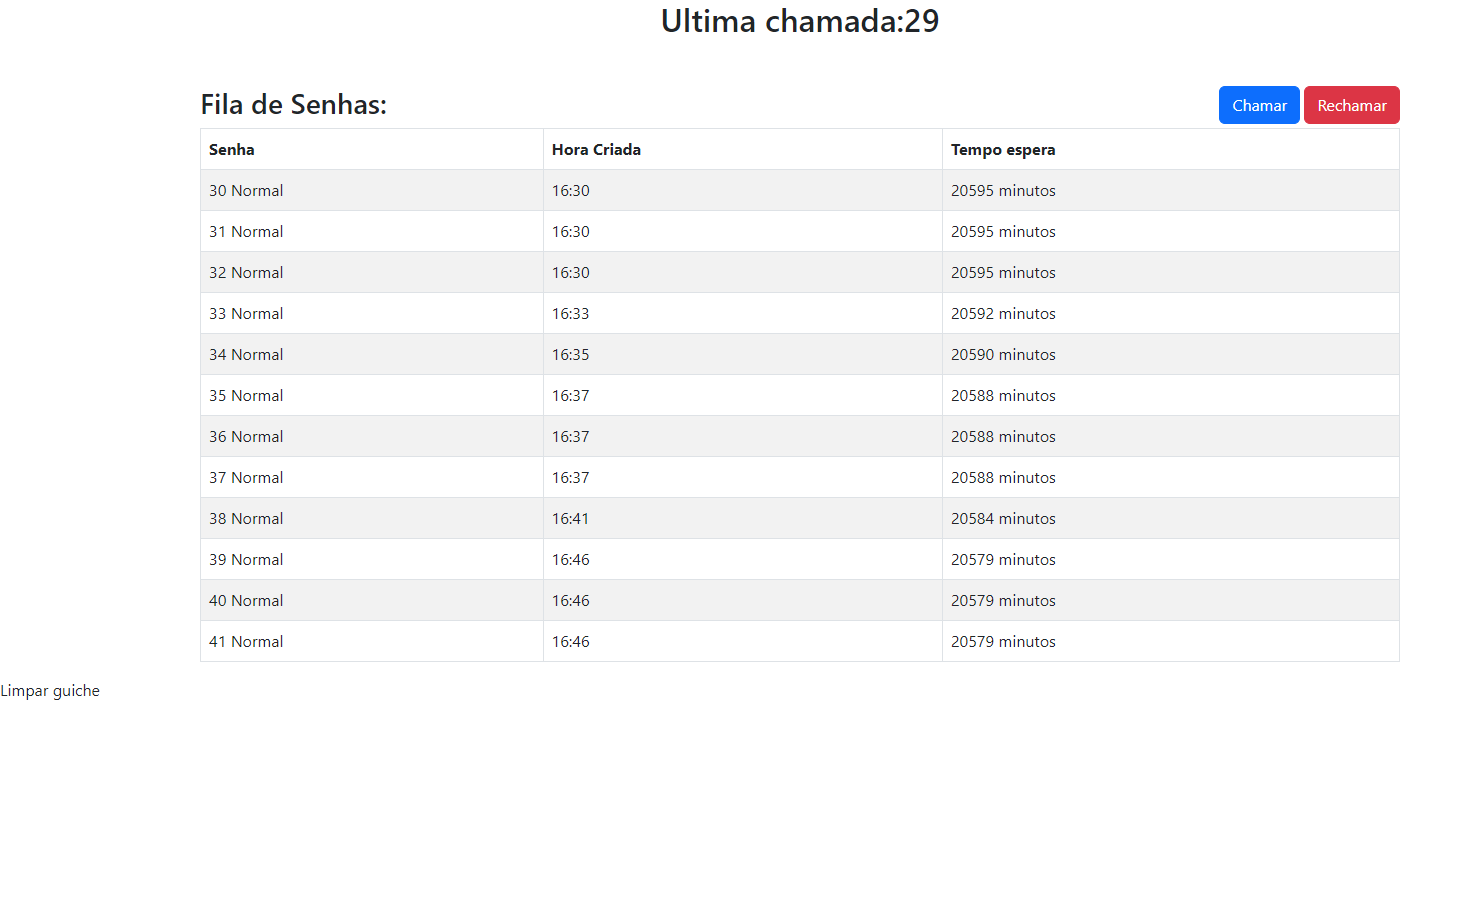 Ultima chamada:29
Fila de Senhas:
Chamar Rechamar
Senha Hora Criada Tempo espera
30 Normal 16:30 20595 minutos
31 Normal 16:30 20595 minutos
32 Normal 16:30 20595 minutos
33 Normal 16:33 20592 minutos
34 Normal 16:35 20590 minutos
35 Normal 16:37 20588 minutos
36 Normal 16:37 20588 minutos
37 Normal 16:37 20588 minutos
38 Normal 16:41 20584 minutos
39 Normal 16:46 20579 minutos
40 Normal 16:46 20579 minutos
41 Normal 16:46 20579 minutos
Limpar guiche